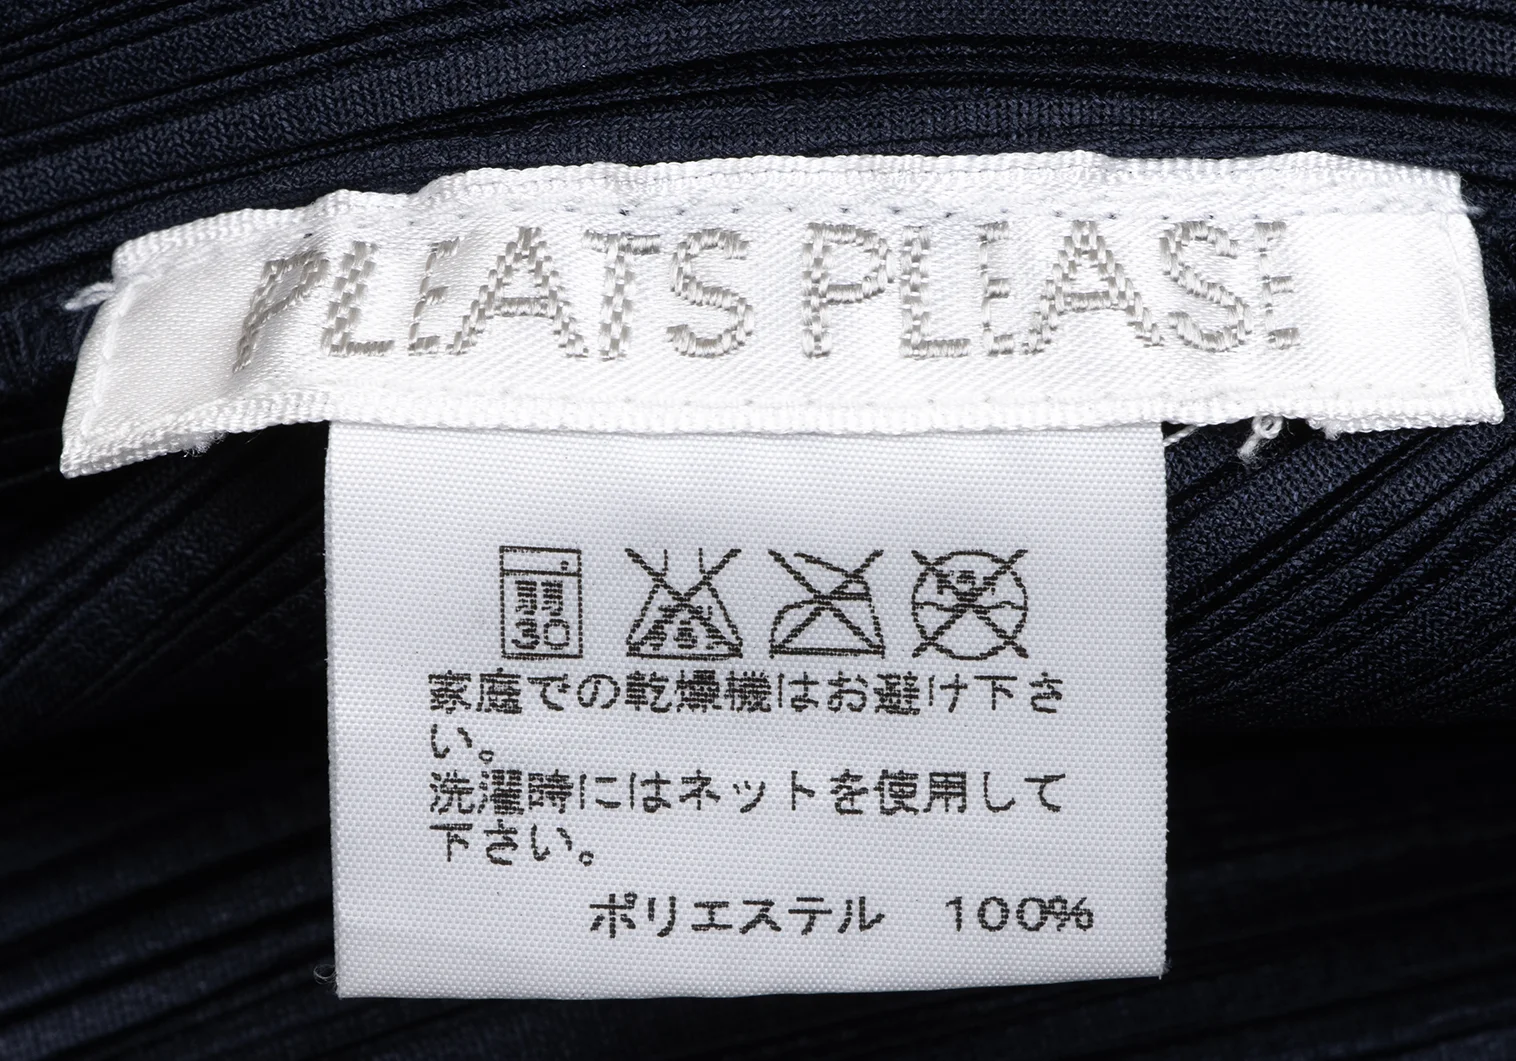 PLEATS PLEASE
弱
30
家庭での乾燥機はお避け下さ
い。
洗濯時にはネットを使用して
下さい。
ポリエステル 100%